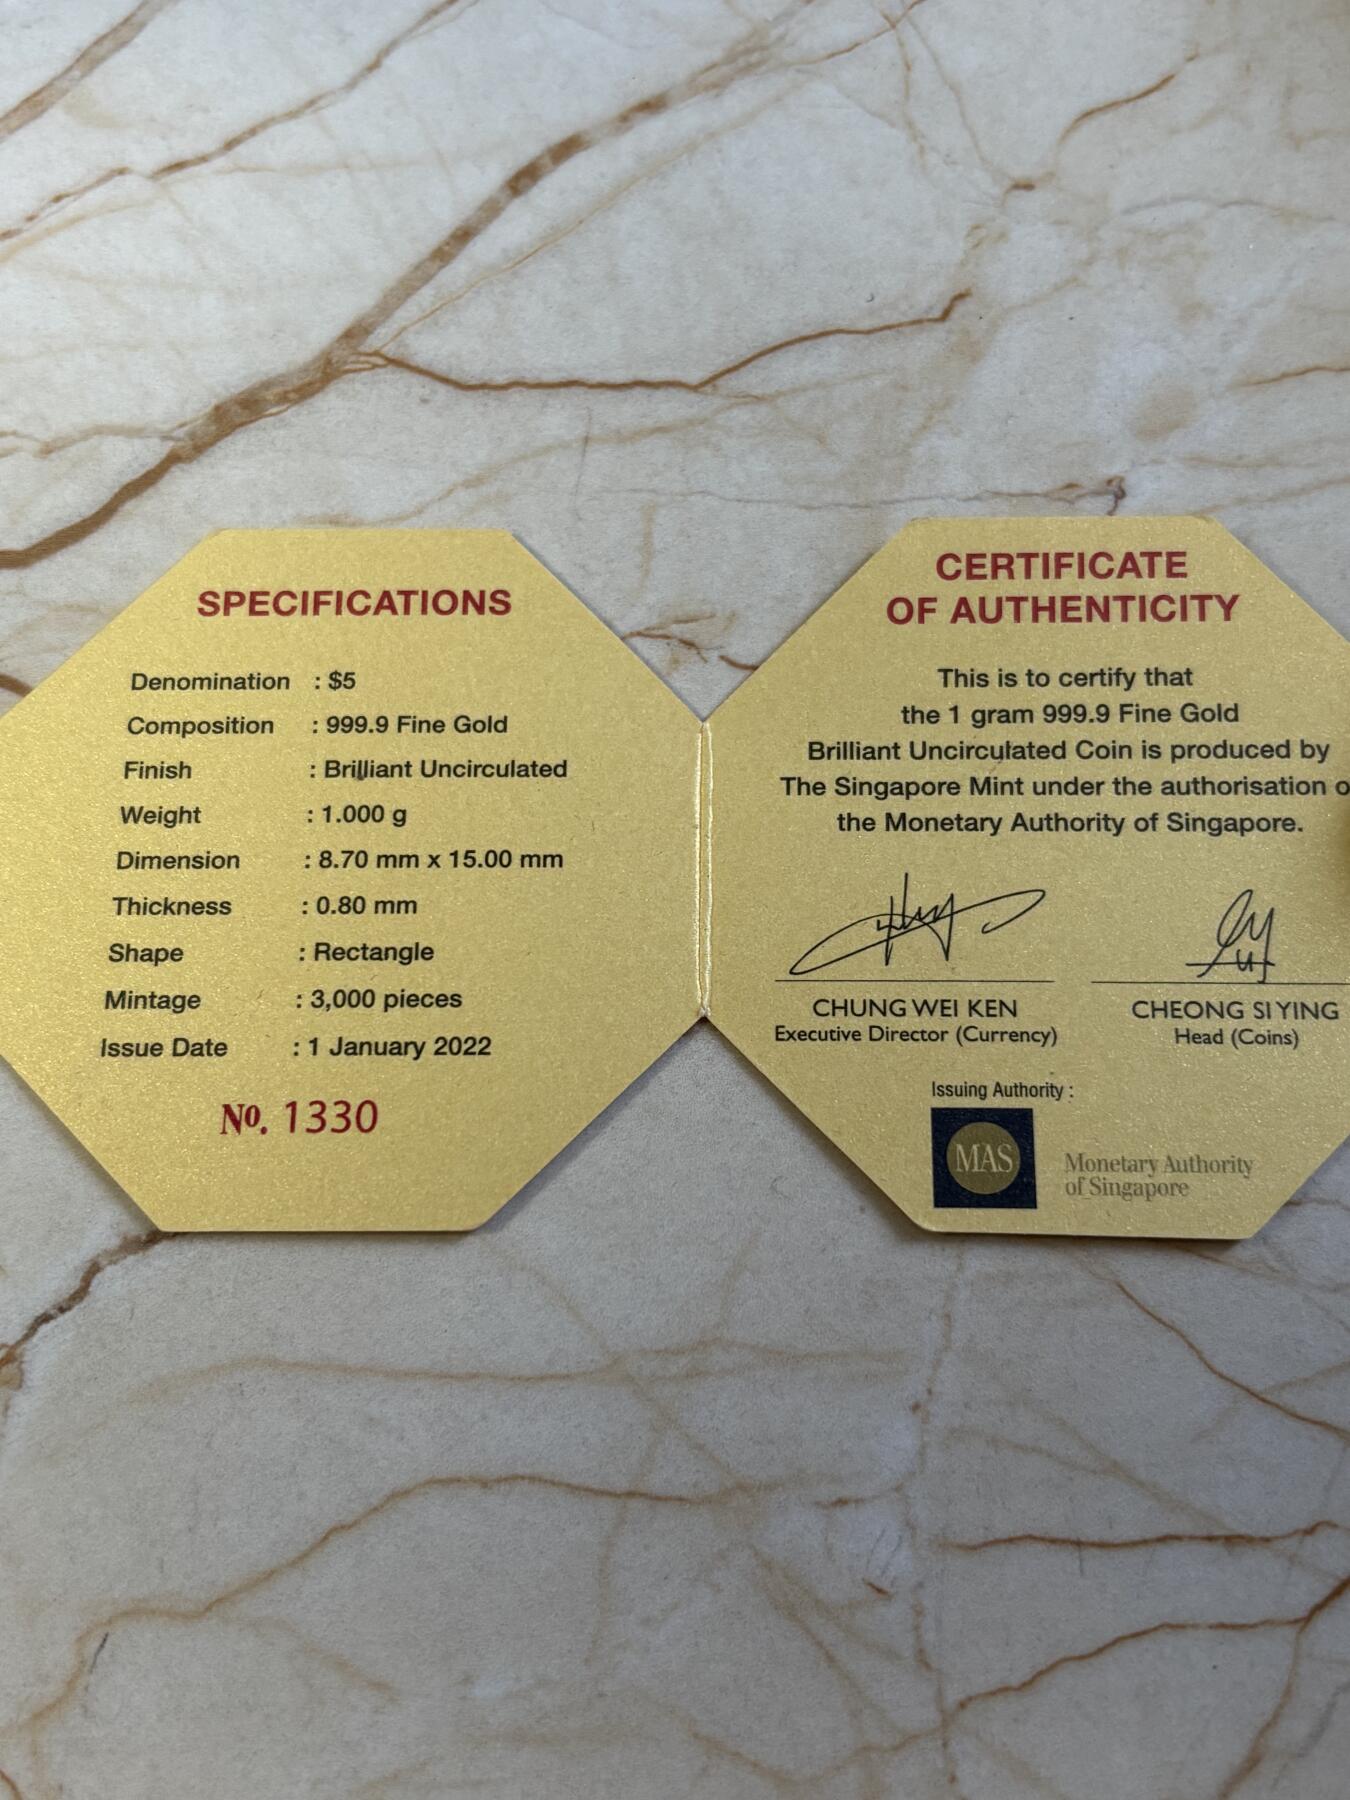 SPECIFICATIONS
Denomination : $5
Composition : 999.9 Fine Gold
Finish : Brilliant Uncirculated
Weight : 1.000 g
Dimension : 8.70 mm x 15.00 mm
Thickness : 0.80 mm
Shape : Rectangle
Mintage : 3,000 pieces
Issue Date : 1 January 2022
No. 1330
CERTIFICATE
OF AUTHENTICITY
This is to certify that
the 1 gram 999.9 Fine Gold
Brilliant Uncirculated Coin is produced by
The Singapore Mint under the authorisation o
the Monetary Authority of Singapore.
CHUNG WEI KEN
Executive Director (Currency)
CHEONG SI YING
Head (Coins)
Issuing Authority :
MAS
Monetary Authority
of Singapore